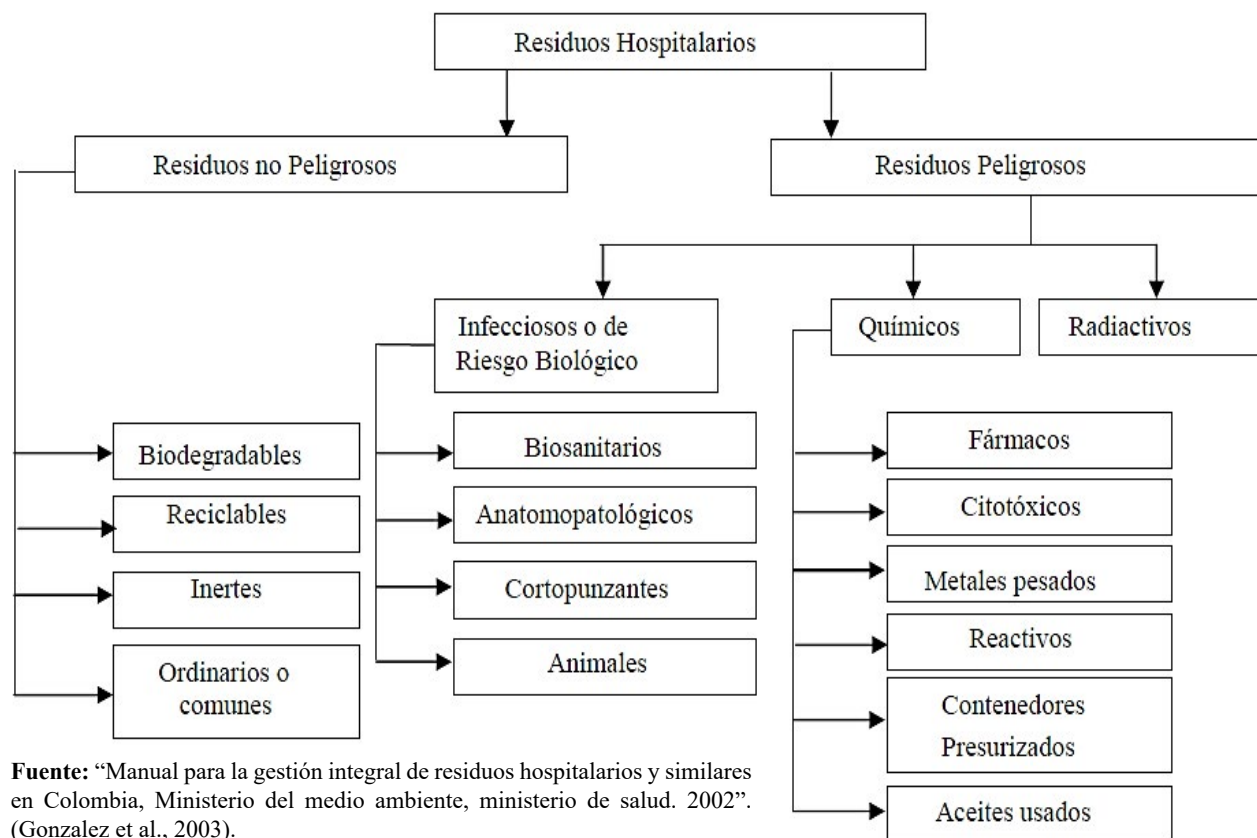 Residuos Hospitalarios
Residuos no Peligrosos
Residuos Peligrosos
Infecciosos o de
Riesgo Biológico
Químicos
Radiactivos
Biodegradables
Reciclables
Inertes
Ordinarios o
comunes
Biosanitarios
Anatomopatológicos
Cortopunzantes
Animales
Fármacos
Citotóxicos
Metales pesados
Reactivos
Contenedores
Presurizados
Aceites usados
Fuente: “Manual para la gestión integral de residuos hospitalarios y similares
en Colombia, Ministerio del medio ambiente, ministerio de salud. 2002”.
(Gonzalez et al., 2003).